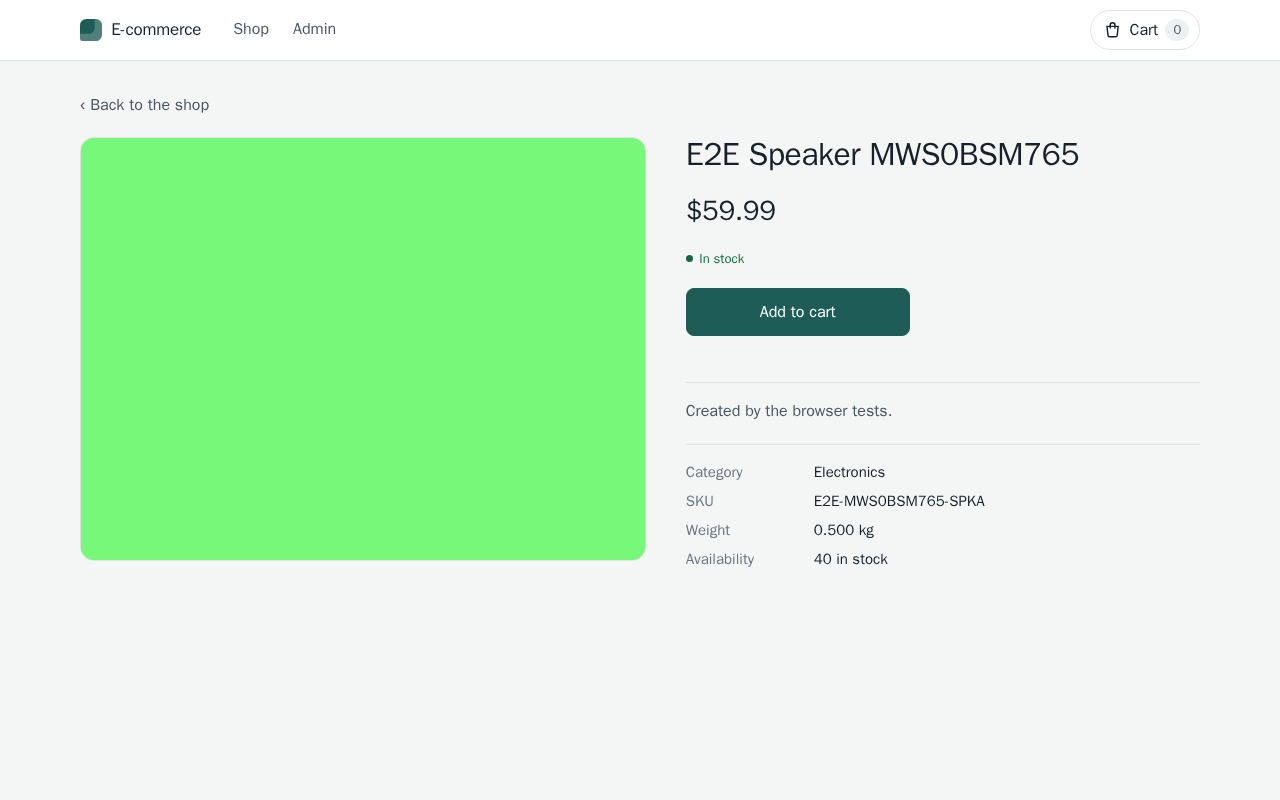 E-commerce
Shop
Admin
Cart 0
‹ Back to the shop
E2E Speaker MWS0BSM765
$59.99
In stock
Add to cart
Created by the browser tests.
Category Electronics
SKU E2E-MWS0BSM765-SPKA
Weight 0.500 kg
Availability 40 in stock